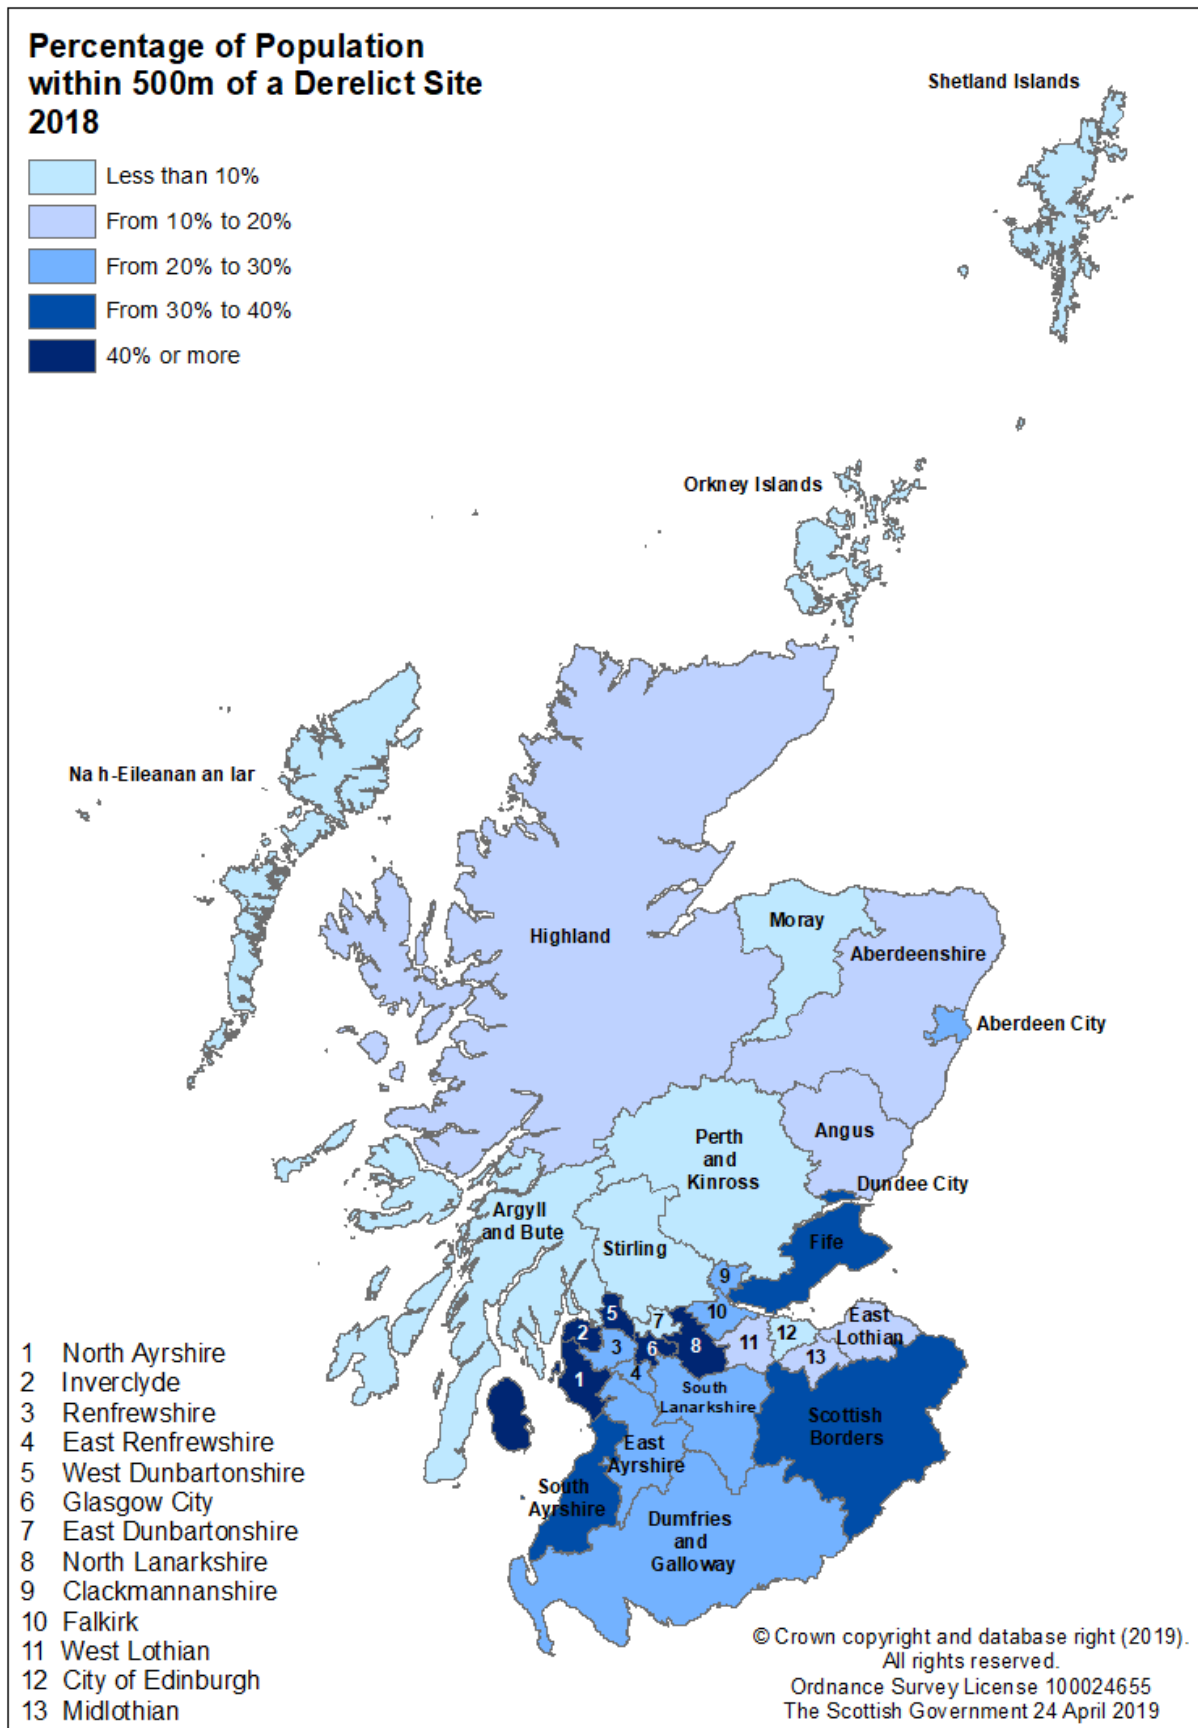 Percentage of Population
within 500m of a Derelict Site
2018
Less than 10%
From 10% to 20%
From 20% to 30%
From 30% to 40%
40% or more
Shetland Islands
Orkney Islands
Na h-Eileanan an Iar
Highland
Moray
Aberdeenshire
Aberdeen City
Perth
and
Kinross
Angus
Dundee City
Argyll
and Bute
Stirling
Fife
9
10
5
7
2
3
6
8
11
12
East
Lothian
13
1
4
South
Lanarkshire
Scottish
Borders
East
Ayrshire
South
Ayrshire
Dumfries
and
Galloway
1 North Ayrshire
2 Inverclyde
3 Renfrewshire
4 East Renfrewshire
5 West Dunbartonshire
6 Glasgow City
7 East Dunbartonshire
8 North Lanarkshire
9 Clackmannanshire
10 Falkirk
11 West Lothian
12 City of Edinburgh
13 Midlothian
© Crown copyright and database right (2019).
All rights reserved.
Ordnance Survey License 100024655
The Scottish Government 24 April 2019